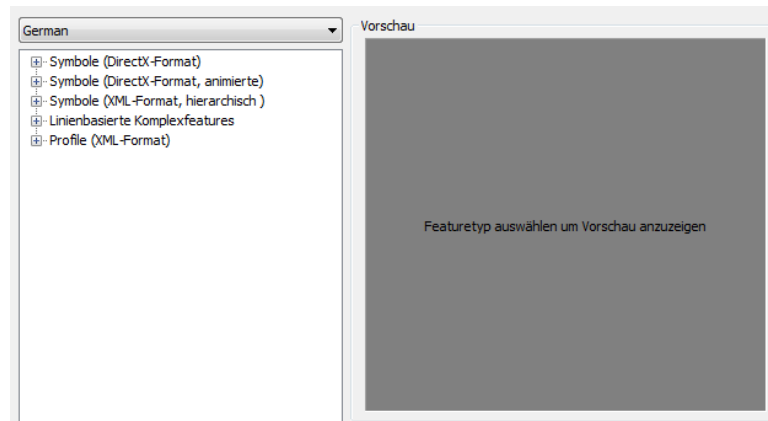 German
Symbole (DirectX-Format)
Symbole (DirectX-Format, animierte)
Symbole (XML-Format, hierarchisch )
Linienbasierte Komplexfeatures
Profile (XML-Format)
Vorschau
Featuretyp auswählen um Vorschau anzuzeigen